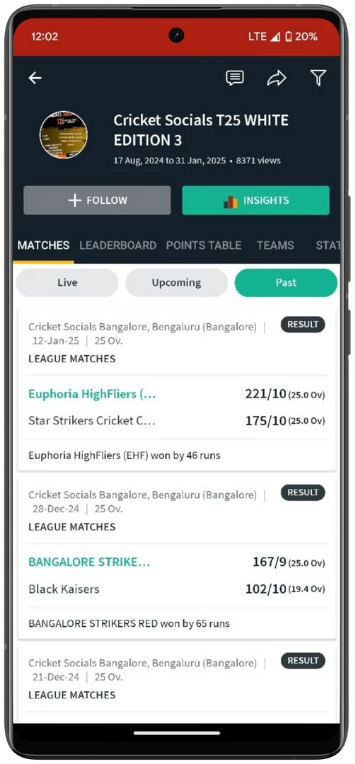 12:02 LTE 20%
Cricket Socials T25 WHITE
EDITION 3
17 Aug, 2024 to 31 Jan, 2025 • 8371 views
+ FOLLOW INSIGHTS
MATCHES LEADERBOARD POINTS TABLE TEAMS STAT
Live Upcoming Past
Cricket Socials Bangalore, Bengaluru (Bangalore) | RESULT
12-Jan-25 | 25 Ov.
LEAGUE MATCHES
Euphoria HighFliers (... 221/10 (25.0 Ov)
Star Strikers Cricket C... 175/10 (25.0 Ov)
Euphoria HighFliers (EHF) won by 46 runs
Cricket Socials Bangalore, Bengaluru (Bangalore) | RESULT
28-Dec-24 | 25 Ov.
LEAGUE MATCHES
BANGALORE STRIKE... 167/9 (25.0 Ov)
Black Kaisers 102/10 (19.4 Ov)
BANGALORE STRIKERS RED won by 65 runs
Cricket Socials Bangalore, Bengaluru (Bangalore) | RESULT
21-Dec-24 | 25 Ov.
LEAGUE MATCHES